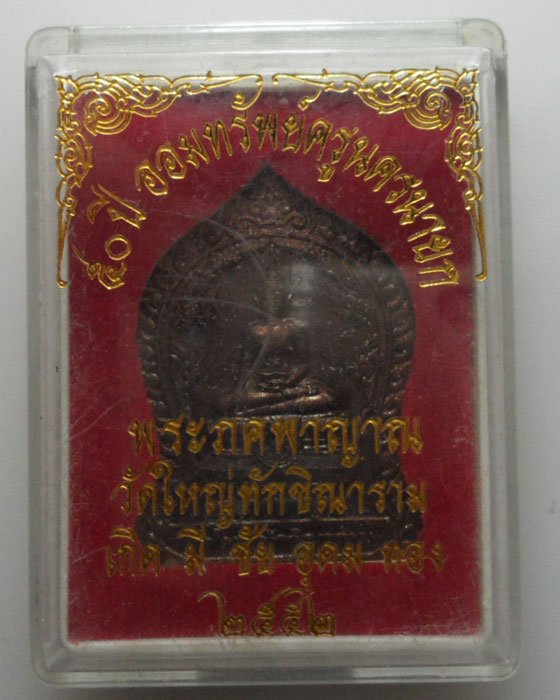 ๕๐ ปี ออมทรัพย์ครูนครนายก
พระภคพาญาณ
วัดใหญ่ทักขิณาราม
เกิด มี ชัย อุดม ทอง
๒๕๕๒